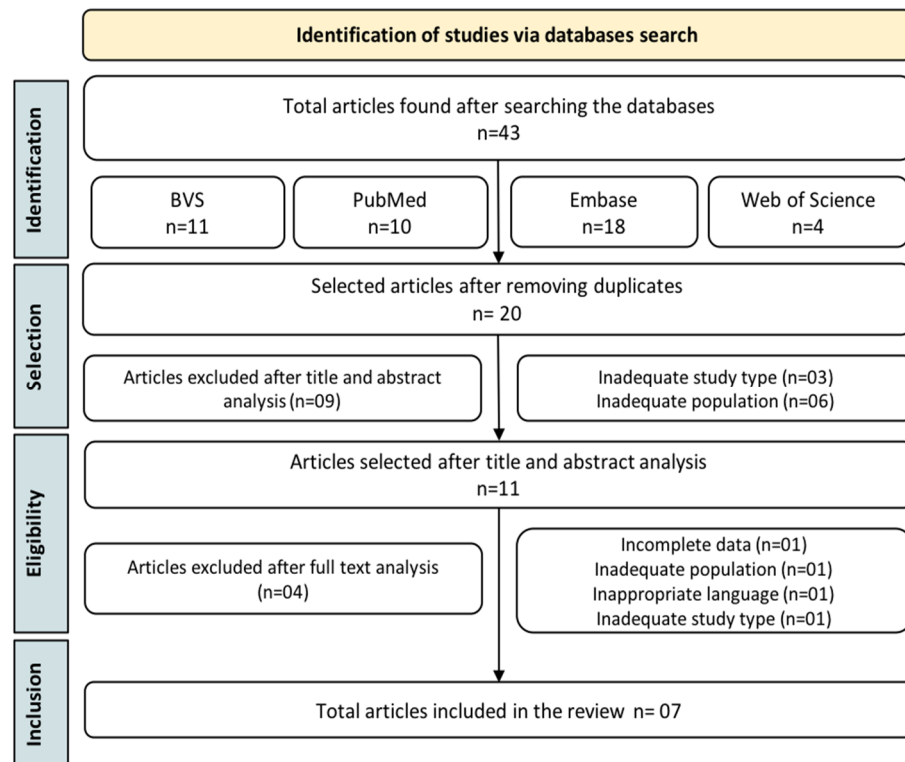 Identification of studies via databases search
Identification
Total articles found after searching the databases
n=43
BVS
n=11
PubMed
n=10
Embase
n=18
Web of Science
n=4
Selection
Selected articles after removing duplicates
n= 20
Articles excluded after title and abstract
analysis (n=09)
Inadequate study type (n=03)
Inadequate population (n=06)
Eligibility
Articles selected after title and abstract analysis
n=11
Articles excluded after full text analysis
(n=04)
Incomplete data (n=01)
Inadequate population (n=01)
Inappropriate language (n=01)
Inadequate study type (n=01)
Inclusion
Total articles included in the review n= 07